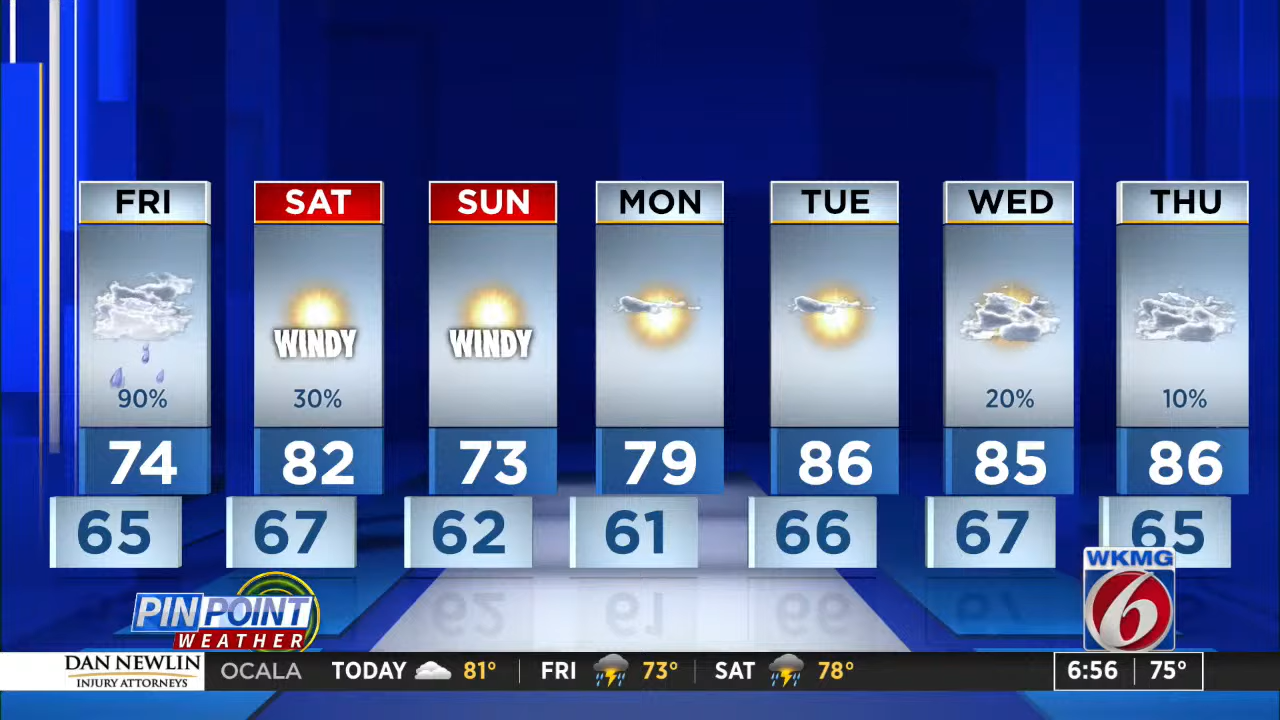 FRI SAT SUN MON TUE WED THU
WINDY WINDY
90% 30% 20% 10%
74 82 73 79 86 85 86
65 67 62 61 66 67 65
WKMG
6
PINPOINT
WEATHER
DAN NEWLIN
INJURY ATTORNEYS
OCALA TODAY 81° FRI 73° SAT 78° 6:56 75°